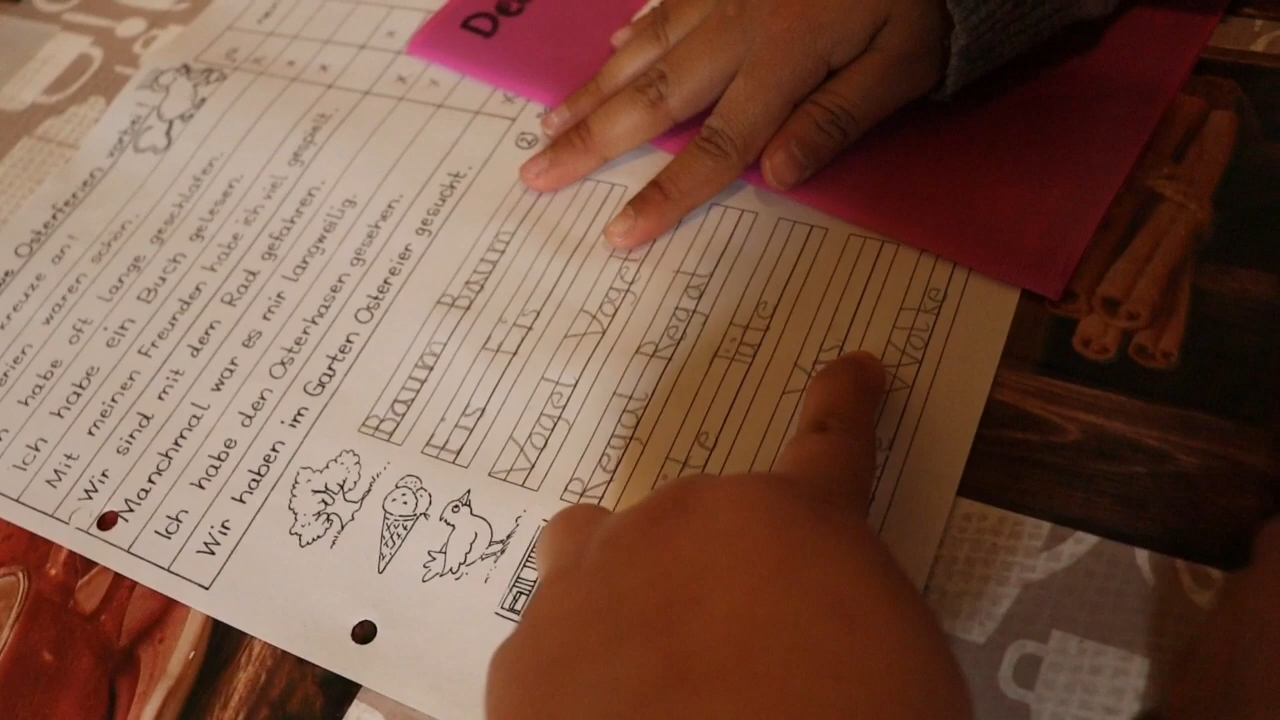 De
Osterferien vorbei!
kreuze an!
waren schön.
Ich habe oft lange geschlafen.
Ich habe ein Buch gelesen.
Mit meinen Freunden habe ich viel gespielt.
Wir sind mit dem Rad gefahren.
Manchmal war es mir langweilig.
Ich habe den Osterhasen gesehen.
Wir haben im Garten Ostereier gesucht.
x x x x x x
②
Baum Baum
Eis Eis
Vogel Vogel
Regal Regal
Wolke